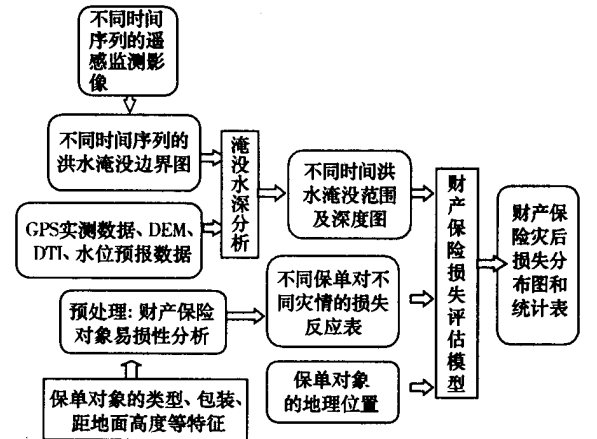 不同时间
序列的遥
感监测影
像
不同时间序列的
洪水淹没边界图
GPS实测数据、DEM、
DTI、水位预报数据
淹没水深分析
不同时间洪
水淹没范围
及深度图
预处理：财产保险
对象易损性分析
保单对象的类型、包装、
距地面高度等特征
不同保单对不
同灾情的损失
反应表
保单对象
的地理位置
财产保险损失评估模型
财产保
险灾后
损失分
布图和
统计表